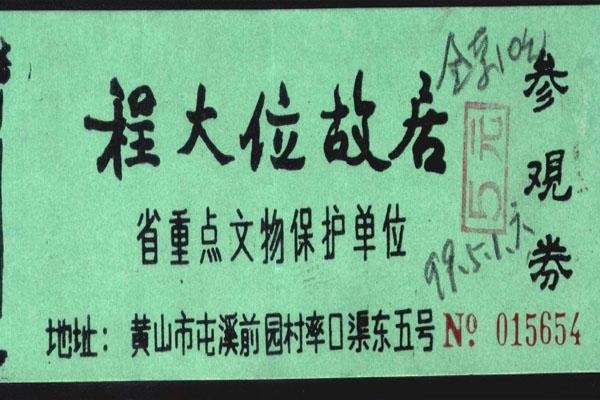 程大位故居
省重点文物保护单位
地址：黄山市屯溪前园村率口渠东五号
№ 015654
参观券
5元
99.5.1.